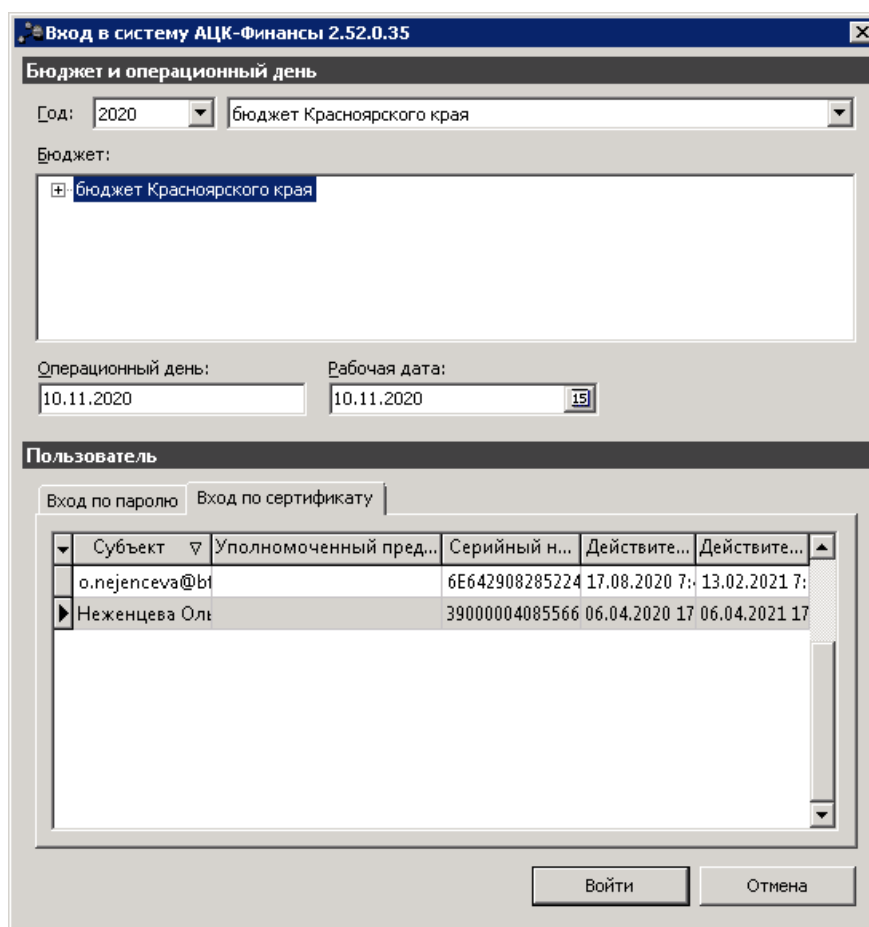 Вход в систему АЦК-Финансы 2.52.0.35
Бюджет и операционный день
Год: 2020 бюджет Красноярского края
Бюджет:
бюджет Красноярского края
Операционный день: Рабочая дата:
10.11.2020 10.11.2020 15
Пользователь
Вход по паролю Вход по сертификату
Субъект Уполномоченный пред... Серийный н... Действите... Действите...
o.nejenceva@bf 6E642908285224 17.08.2020 7:4 13.02.2021 7:
Неженцева Оль 39000004085566 06.04.2020 17 06.04.2021 17
Войти Отмена